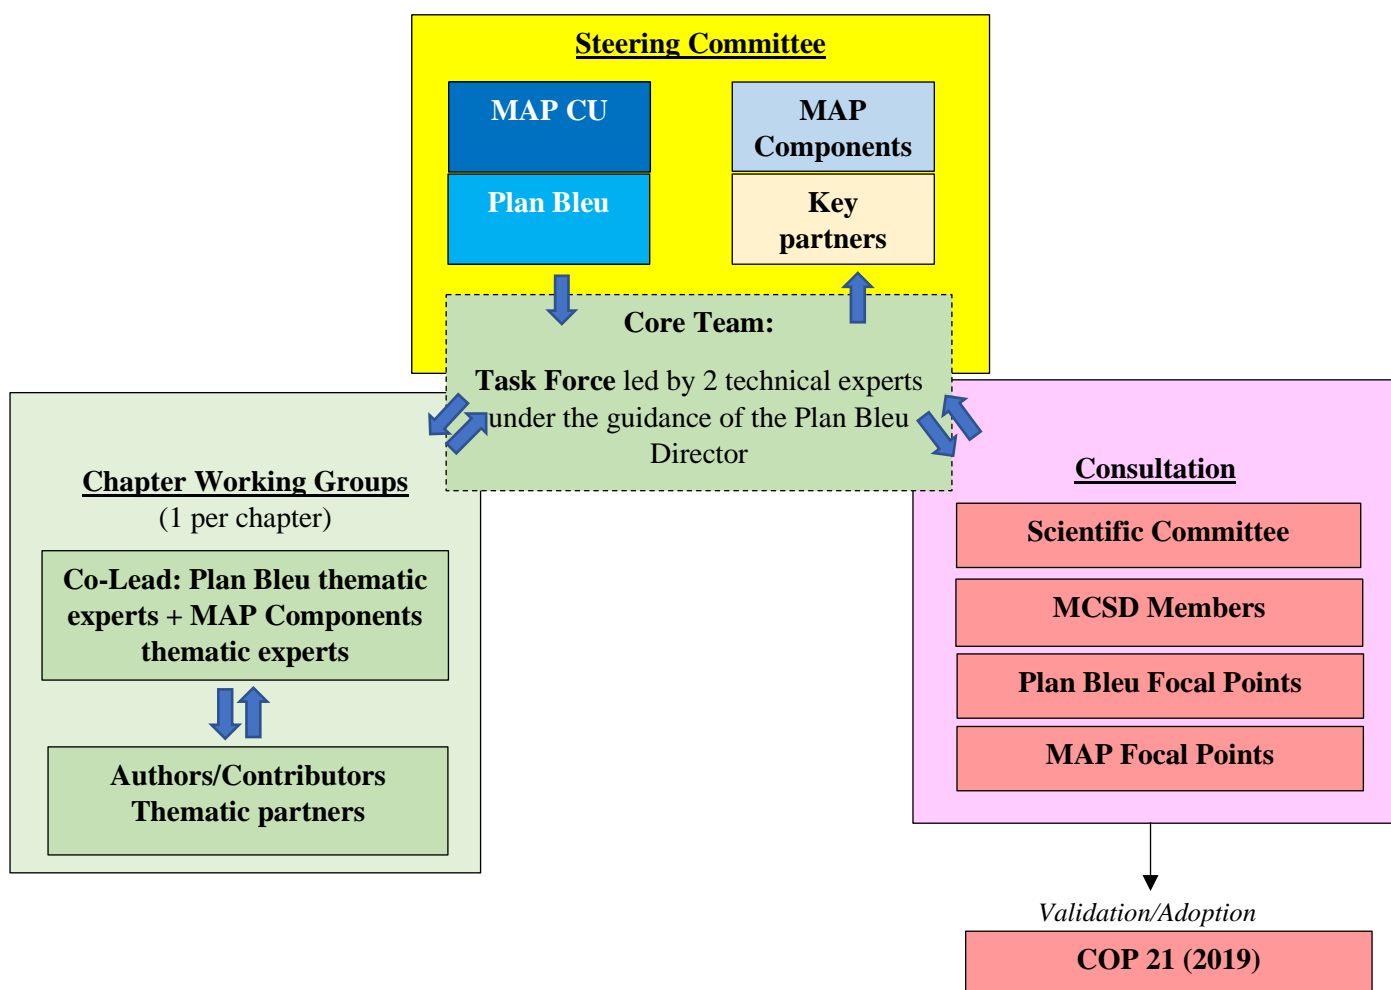 Steering Committee
MAP CU
MAP
Components
Plan Bleu
Key
partners
Core Team:
Task Force led by 2 technical experts
under the guidance of the Plan Bleu
Director
Chapter Working Groups
(1 per chapter)
Co-Lead: Plan Bleu thematic
experts + MAP Components
thematic experts
Authors/Contributors
Thematic partners
Consultation
Scientific Committee
MCSD Members
Plan Bleu Focal Points
MAP Focal Points
Validation/Adoption
COP 21 (2019)